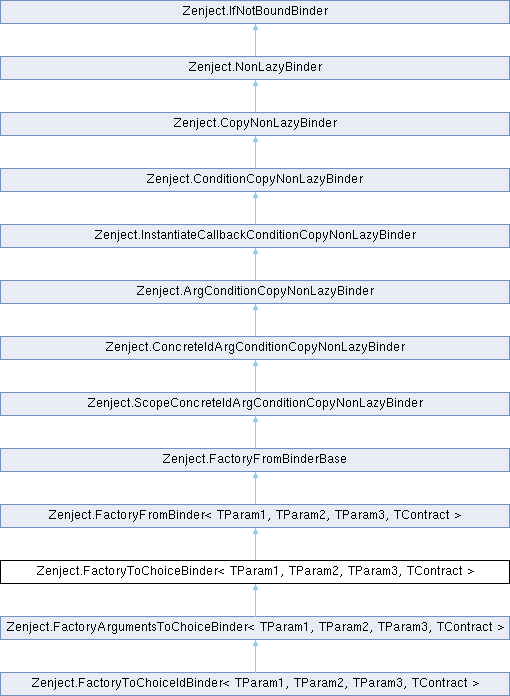 Zenject.IfNotBoundBinder
Zenject.NonLazyBinder
Zenject.CopyNonLazyBinder
Zenject.ConditionCopyNonLazyBinder
Zenject.InstantiateCallbackConditionCopyNonLazyBinder
Zenject.ArgConditionCopyNonLazyBinder
Zenject.ConcreteIdArgConditionCopyNonLazyBinder
Zenject.ScopeConcreteIdArgConditionCopyNonLazyBinder
Zenject.FactoryFromBinderBase
Zenject.FactoryFromBinder< TParam1, TParam2, TParam3, TContract >
Zenject.FactoryToChoiceBinder< TParam1, TParam2, TParam3, TContract >
Zenject.FactoryArgumentsToChoiceBinder< TParam1, TParam2, TParam3, TContract >
Zenject.FactoryToChoiceIdBinder< TParam1, TParam2, TParam3, TContract >